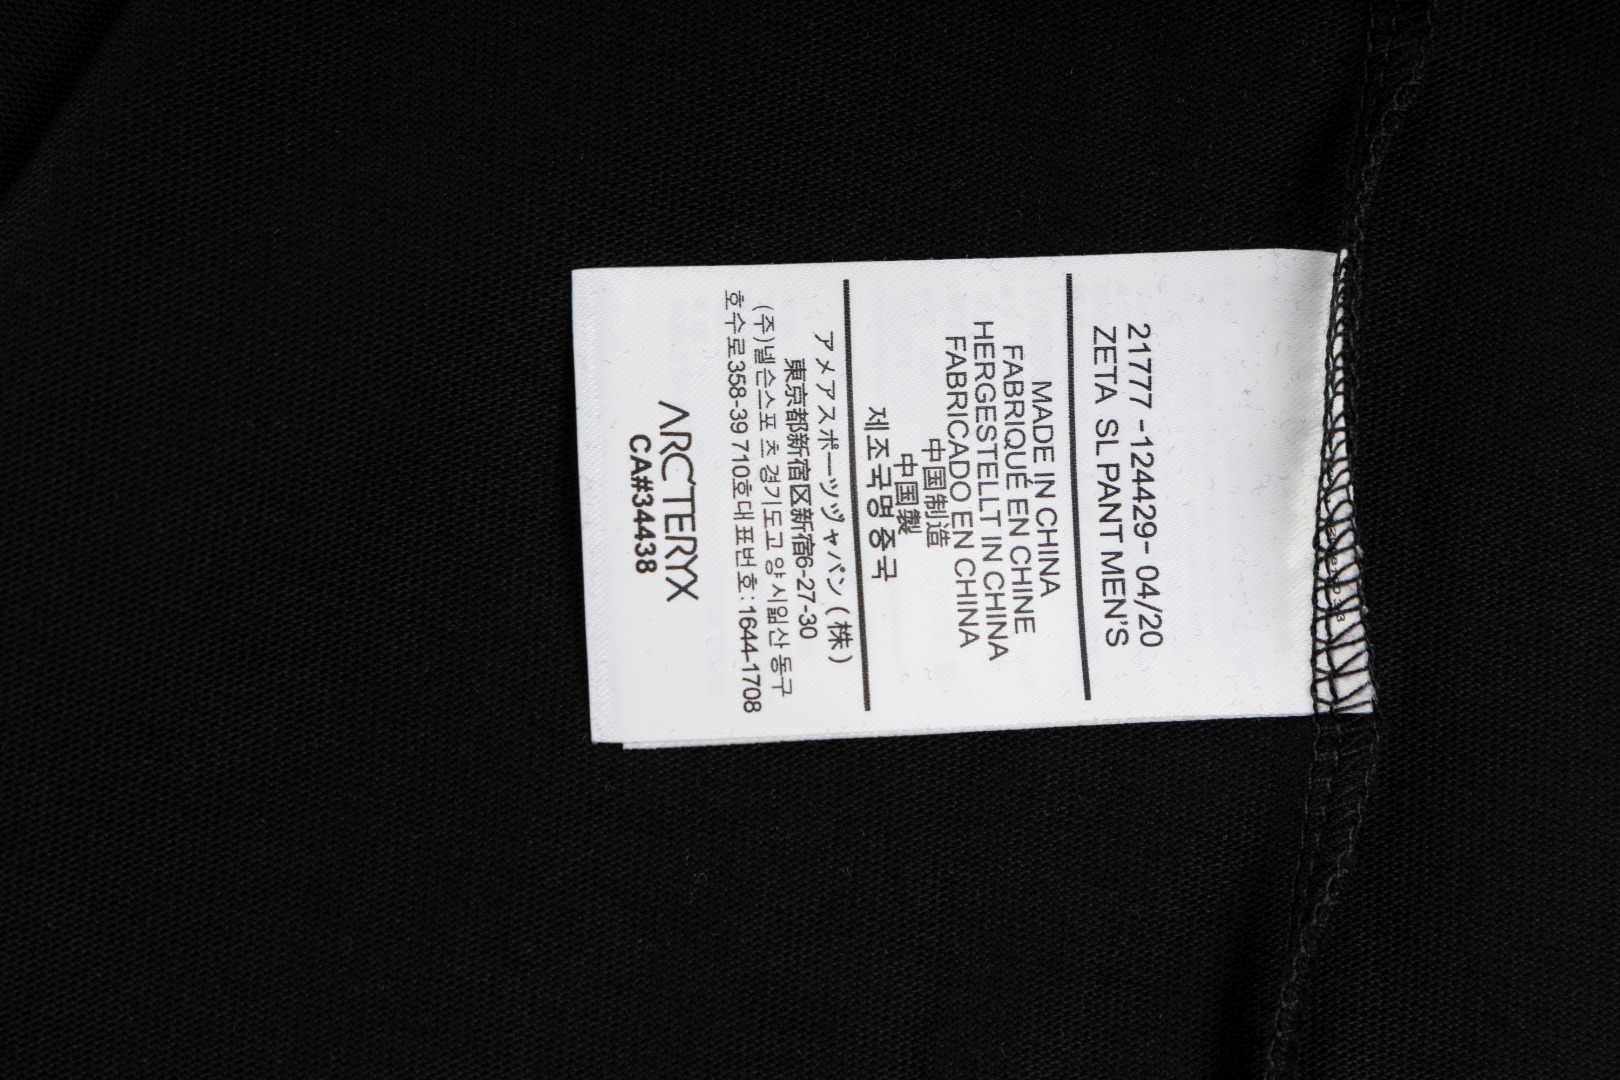 21777 -124429- 04/20
ZETA SL PANT MEN'S
MADE IN CHINA
FABRIQUÉ EN CHINE
HERGESTELLT IN CHINA
FABRICADO EN CHINA
中国制造
中国製
제조국명중국
アメアスポーツヅャパン(株)
東京都新宿区新宿6-27-30
(주)넬슨스포 츠 경기도고 양 시일산 동구
호수로358-39 710호대표번호:1644-1708
ARC'TERYX
CA#34438